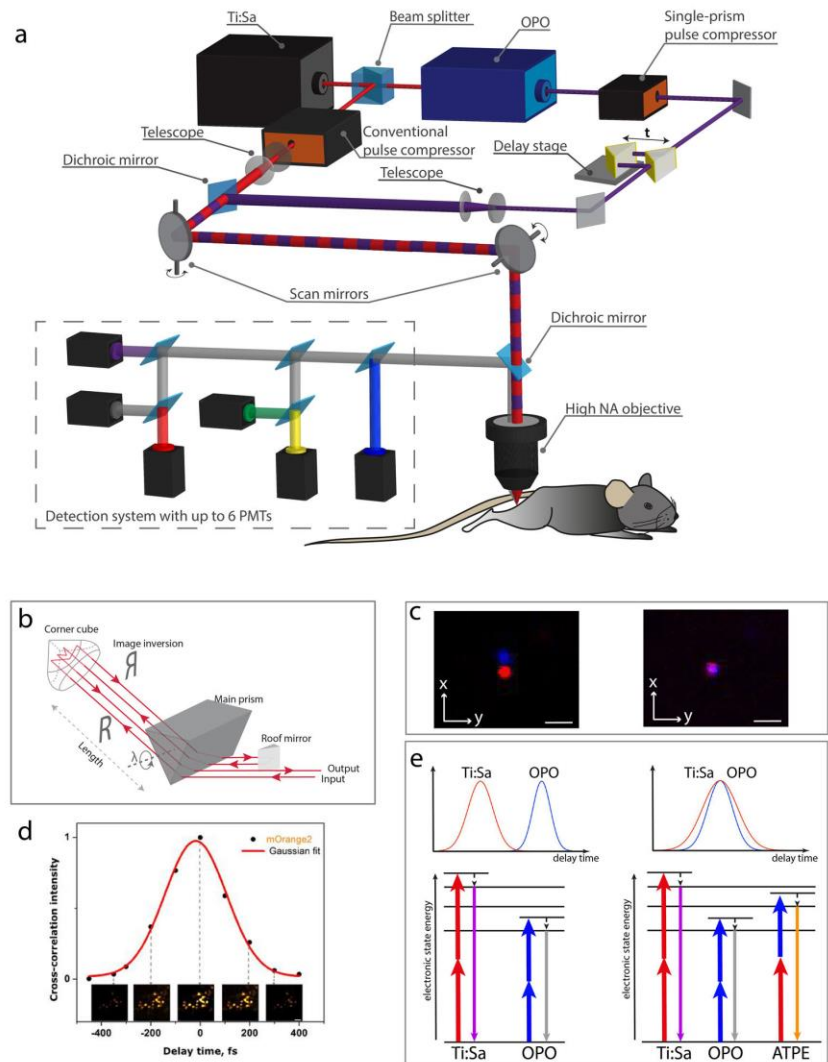 a
Ti:Sa
Beam splitter
OPO
Single-prism
pulse compressor
Telescope
Conventional
pulse compressor
Dichroic mirror
Telescope
Delay stage
t
Scan mirrors
Dichroic mirror
High NA objective
Detection system with up to 6 PMTs
b
Corner cube
Image inversion
R
R
Main prism
Roof mirror
Length
λ
Output
Input
c
x
y
x
y
d
Cross-correlation intensity
1
0
mOrange2
Gaussian fit
-400
-200
0
200
400
Delay time, fs
e
Ti:Sa
OPO
delay time
Ti:Sa
OPO
delay time
electronic state energy
Ti:Sa
OPO
electronic state energy
Ti:Sa
OPO
ATPE